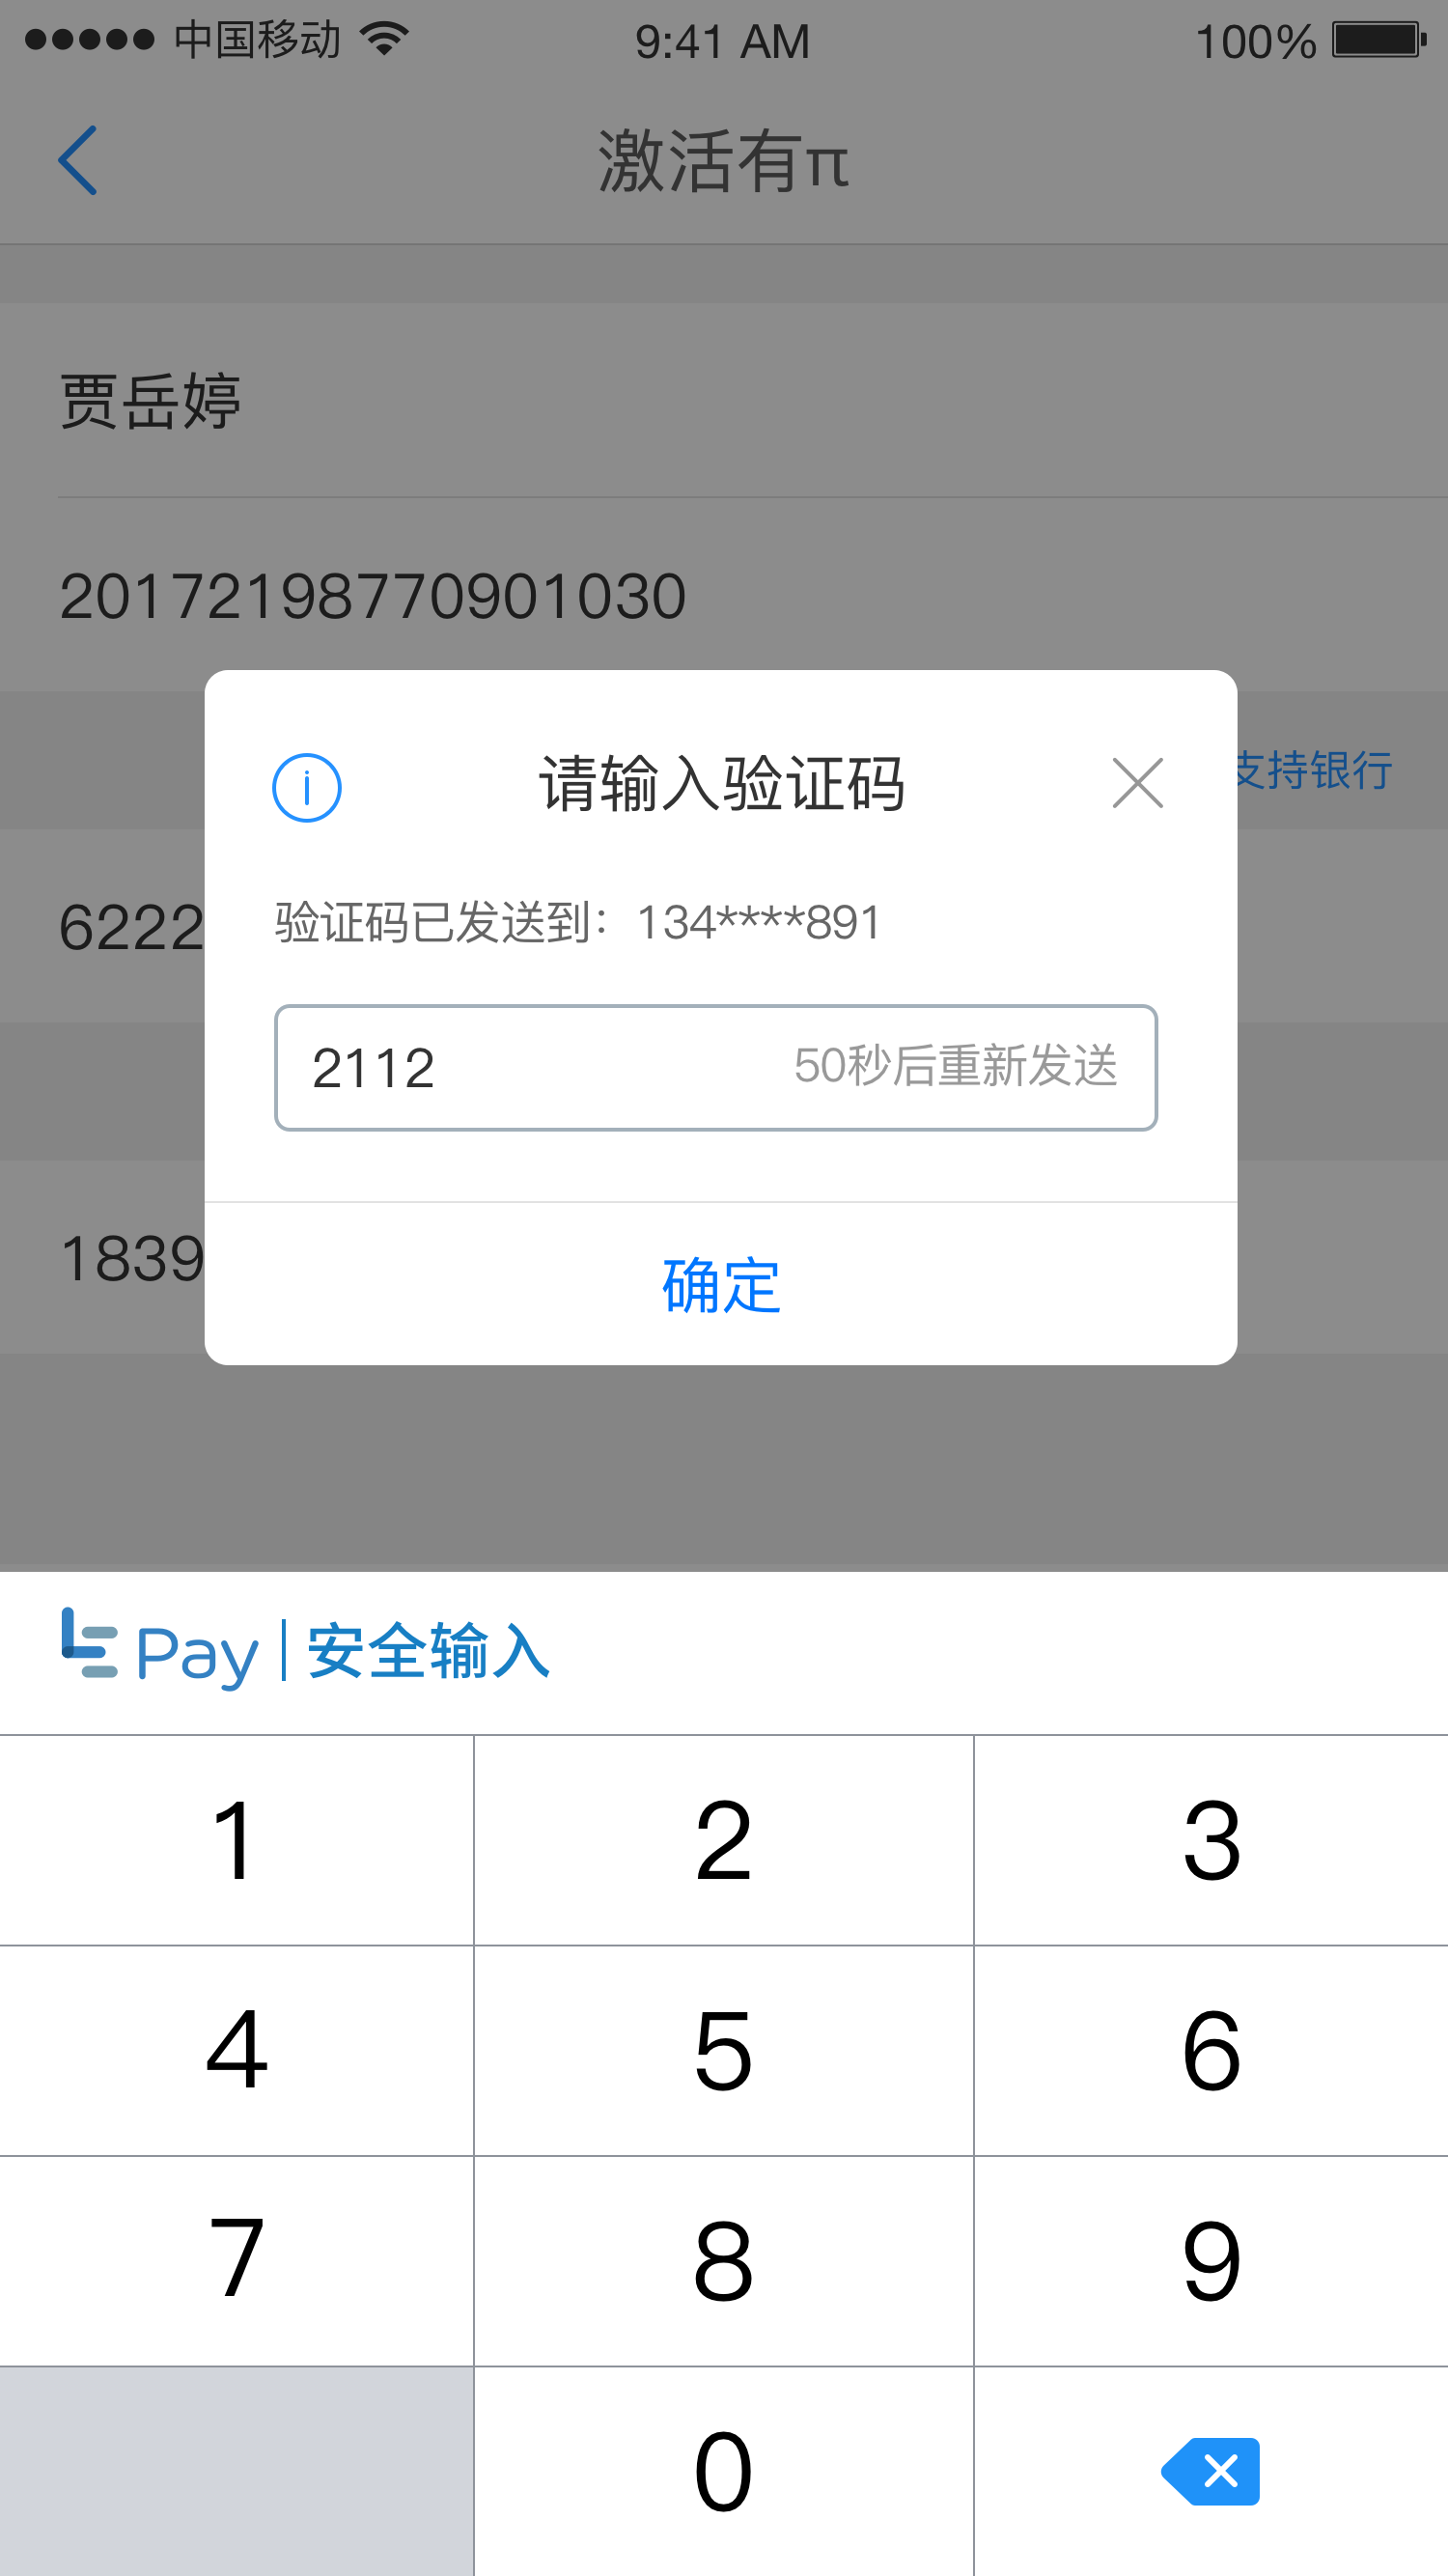 中国移动 9:41 AM 100%
激活有π
贾岳婷
201721987709010​30
支持银行
请输入验证码
6222
验证码已发送到：134****891
2112 50秒后重新发送
1839
确定
Pay 安全输入
1 2 3
4 5 6
7 8 9
0